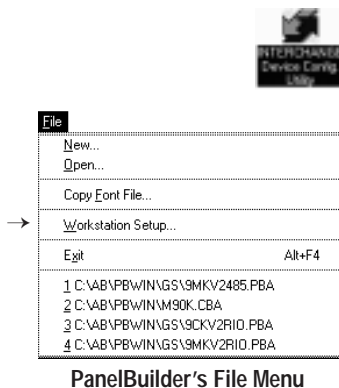 INTERCHANGE
Device Config.
Utility
File
New...
Open...
Copy Font File...
→ Workstation Setup...
Exit Alt+F4
1 C:\AB\PBWIN\GS\9MKV2485.PBA
2 C:\AB\PBWIN\M90K.CBA
3 C:\AB\PBWIN\GS\9CKV2RIO.PBA
4 C:\AB\PBWIN\GS\9MKV2RIO.PBA
PanelBuilder's File Menu